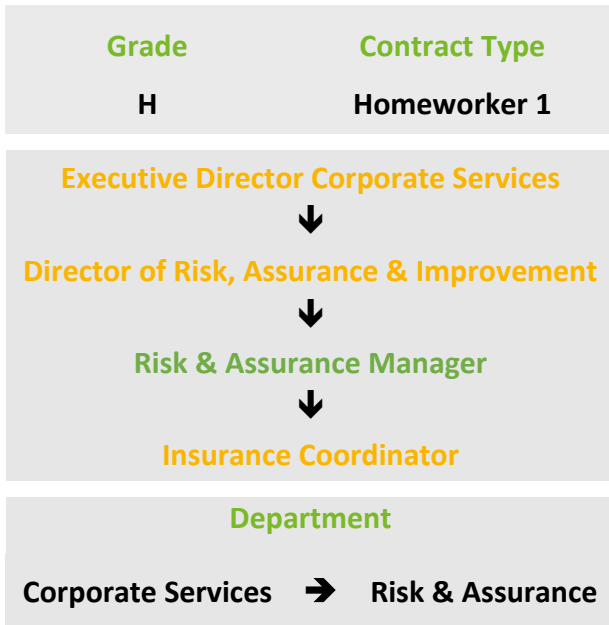 Grade Contract Type
H Homeworker 1
Executive Director Corporate Services
↓
Director of Risk, Assurance & Improvement
↓
Risk & Assurance Manager
↓
Insurance Coordinator
Department
Corporate Services → Risk & Assurance